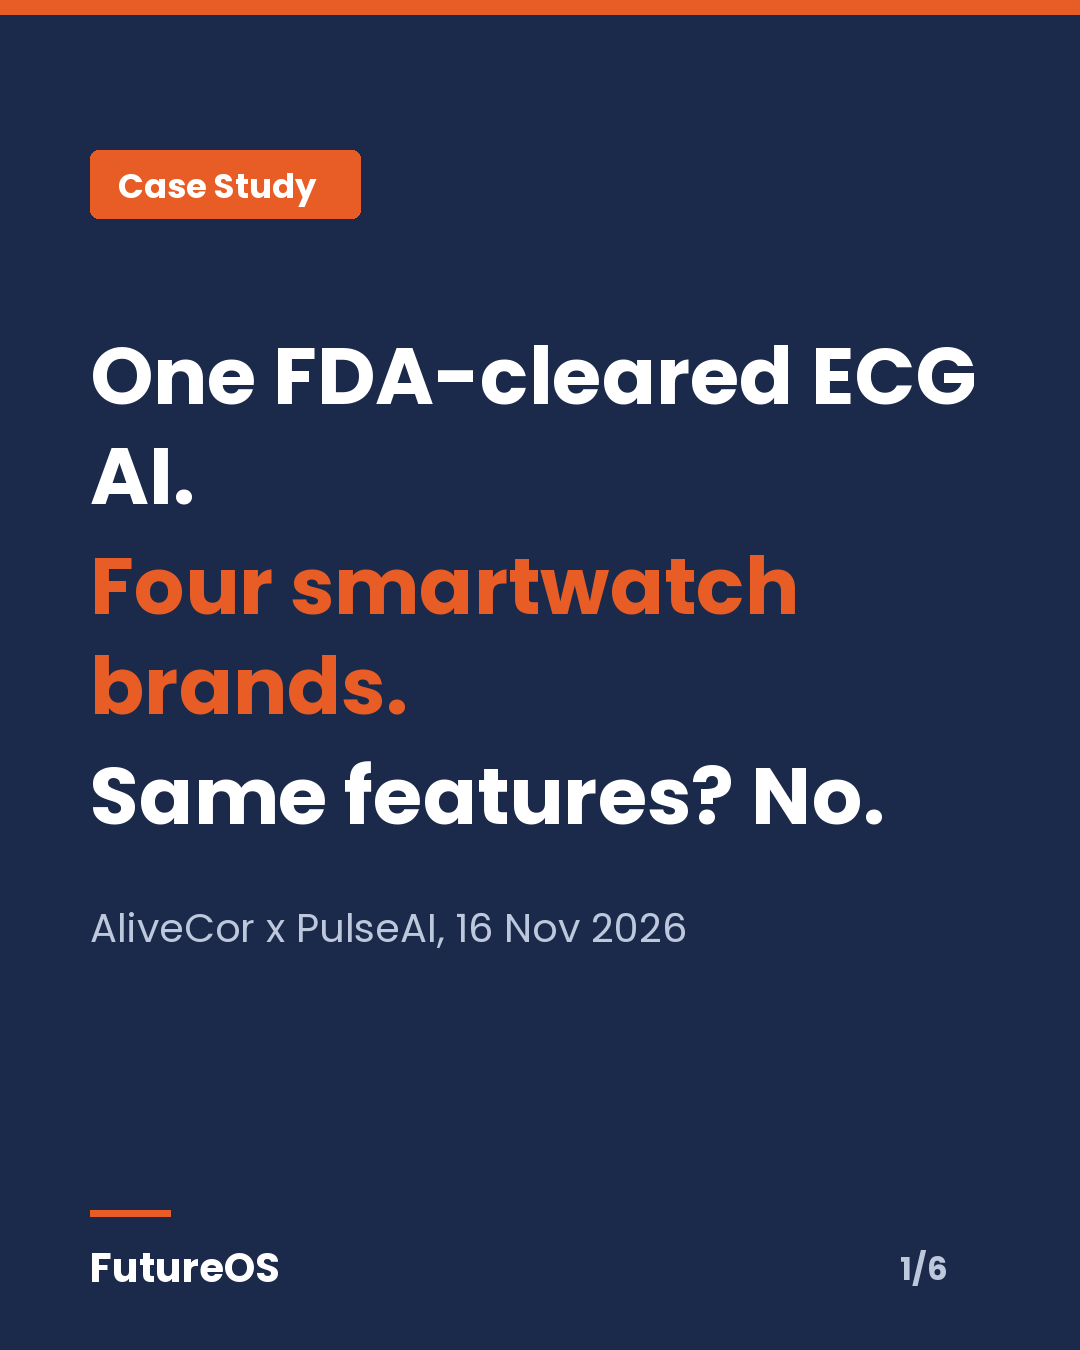 Case Study
One FDA-cleared ECG
AI.
Four smartwatch
brands.
Same features? No.
AliveCor x PulseAI, 16 Nov 2026
FutureOS
1/6